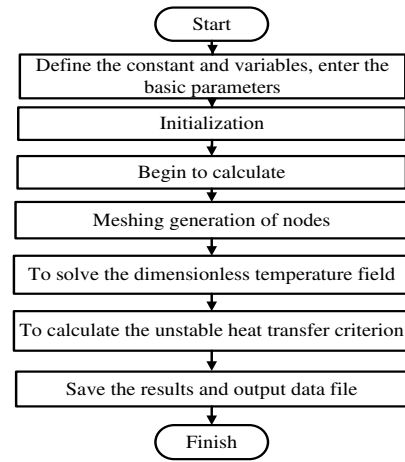 Start
Define the constant and variables, enter the
basic parameters
Initialization
Begin to calculate
Meshing generation of nodes
To solve the dimensionless temperature field
To calculate the unstable heat transfer criterion
Save the results and output data file
Finish